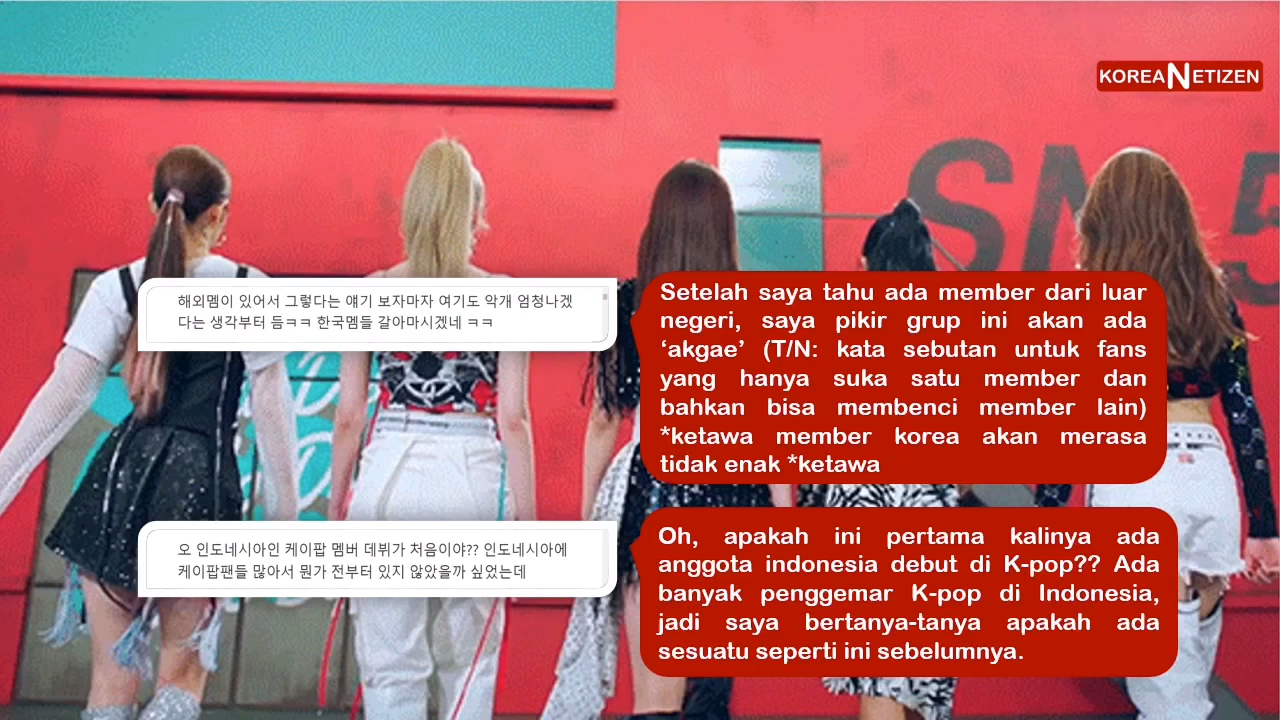 KOREANETIZEN
SM
5
해외멤이 있어서 그렇다는 얘기 보자마자 여기도 악개 엄청나겠
다는 생각부터 듬ㅋㅋ 한국멤들 갈아마시겠네 ㅋㅋ
Setelah saya tahu ada member dari luar
negeri, saya pikir grup ini akan ada
‘akgae’ (T/N: kata sebutan untuk fans
yang hanya suka satu member dan
bahkan bisa membenci member lain)
*ketawa member korea akan merasa
tidak enak *ketawa
오 인도네시아인 케이팝 멤버 데뷔가 처음이야?? 인도네시아에
케이팝팬들 많아서 뭔가 전부터 있지 않았을까 싶었는데
Oh, apakah ini pertama kalinya ada
anggota indonesia debut di K-pop?? Ada
banyak penggemar K-pop di Indonesia,
jadi saya bertanya-tanya apakah ada
sesuatu seperti ini sebelumnya.